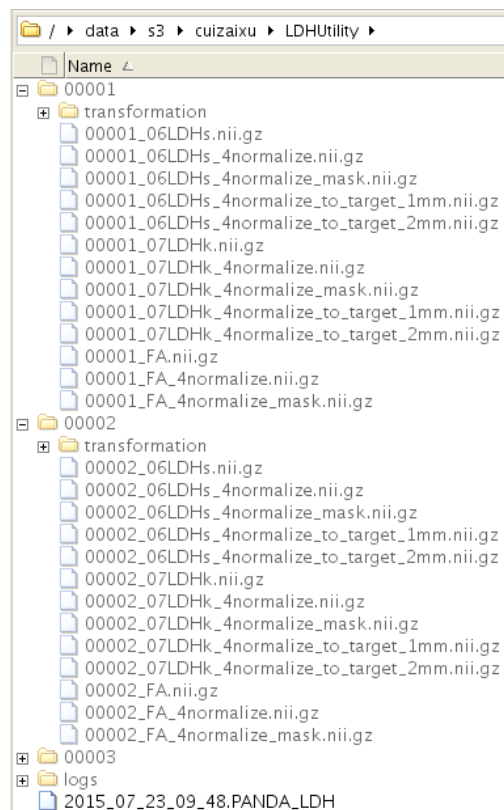 / data s3 cuizaixu LDHUtility
Name
00001
transformation
00001_06LDHs.nii.gz
00001_06LDHs_4normalize.nii.gz
00001_06LDHs_4normalize_mask.nii.gz
00001_06LDHs_4normalize_to_target_1mm.nii.gz
00001_06LDHs_4normalize_to_target_2mm.nii.gz
00001_07LDHk.nii.gz
00001_07LDHk_4normalize.nii.gz
00001_07LDHk_4normalize_mask.nii.gz
00001_07LDHk_4normalize_to_target_1mm.nii.gz
00001_07LDHk_4normalize_to_target_2mm.nii.gz
00001_FA.nii.gz
00001_FA_4normalize.nii.gz
00001_FA_4normalize_mask.nii.gz
00002
transformation
00002_06LDHs.nii.gz
00002_06LDHs_4normalize.nii.gz
00002_06LDHs_4normalize_mask.nii.gz
00002_06LDHs_4normalize_to_target_1mm.nii.gz
00002_06LDHs_4normalize_to_target_2mm.nii.gz
00002_07LDHk.nii.gz
00002_07LDHk_4normalize.nii.gz
00002_07LDHk_4normalize_mask.nii.gz
00002_07LDHk_4normalize_to_target_1mm.nii.gz
00002_07LDHk_4normalize_to_target_2mm.nii.gz
00002_FA.nii.gz
00002_FA_4normalize.nii.gz
00002_FA_4normalize_mask.nii.gz
00003
logs
2015_07_23_09_48.PANDA_LDH